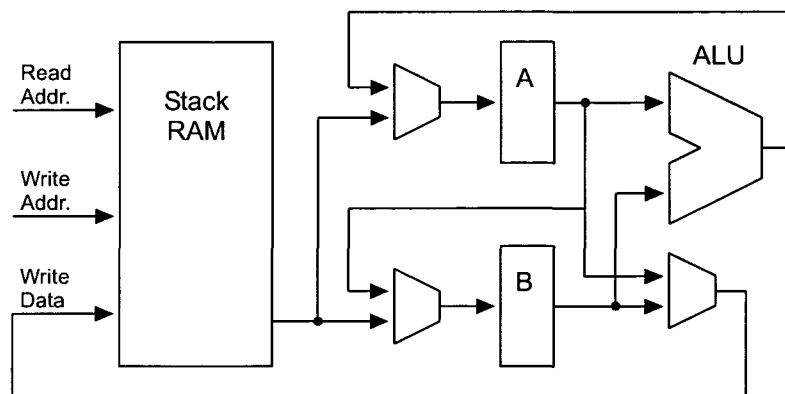 Read
Addr.
Write
Addr.
Write
Data
Stack
RAM
A
B
ALU